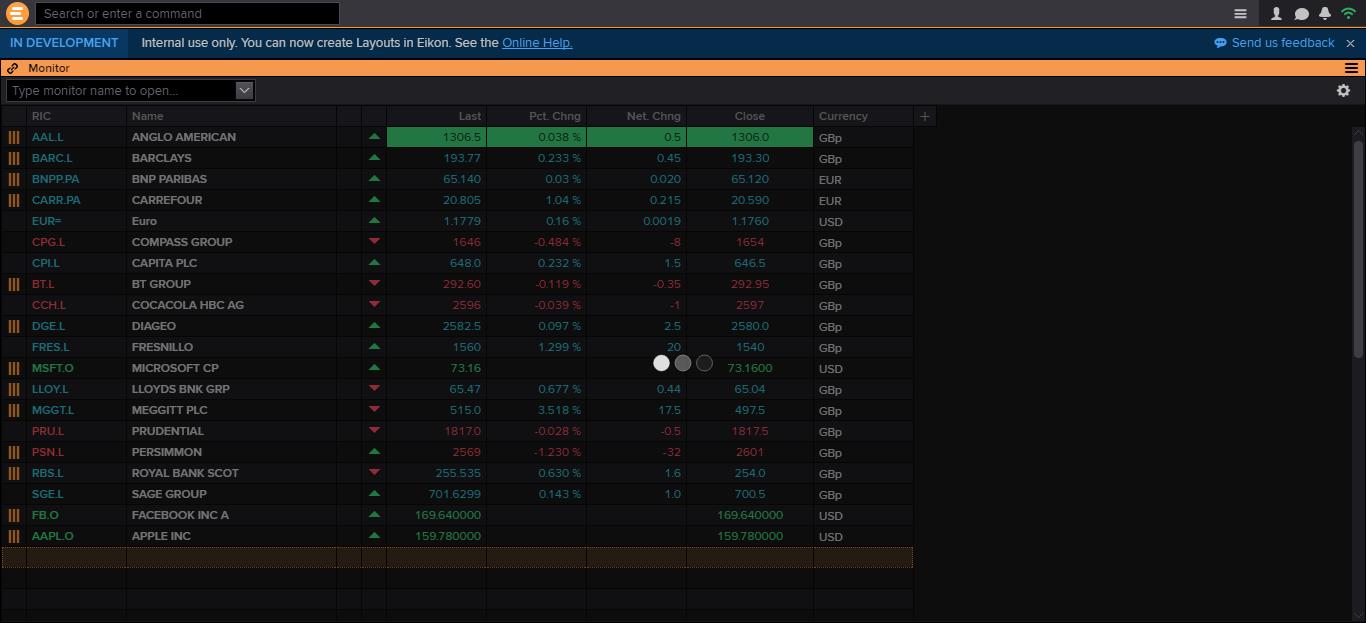 Search or enter a command
IN DEVELOPMENT Internal use only. You can now create Layouts in Eikon. See the Online Help. Send us feedback
Monitor
Type monitor name to open...
RIC Name Last Pct. Chng Net. Chng Close Currency +
AAL.L ANGLO AMERICAN 1306.5 0.038 % 0.5 1306.0 GBp
BARC.L BARCLAYS 193.77 0.233 % 0.45 193.30 GBp
BNPP.PA BNP PARIBAS 65.140 0.03 % 0.020 65.120 EUR
CARR.PA CARREFOUR 20.805 1.04 % 0.215 20.590 EUR
EUR= Euro 1.1779 0.16 % 0.0019 1.1760 USD
CPG.L COMPASS GROUP 1646 -0.484 % -8 1654 GBp
CPI.L CAPITA PLC 648.0 0.232 % 1.5 646.5 GBp
BT.L BT GROUP 292.60 -0.119 % -0.35 292.95 GBp
CCH.L COCACOLA HBC AG 2596 -0.039 % -1 2597 GBp
DGE.L DIAGEO 2582.5 0.097 % 2.5 2580.0 GBp
FRES.L FRESNILLO 1560 1.299 % 20 1540 GBp
MSFT.O MICROSOFT CP 73.16 73.1600 USD
LLOY.L LLOYDS BNK GRP 65.47 0.677 % 0.44 65.04 GBp
MGGT.L MEGGITT PLC 515.0 3.518 % 17.5 497.5 GBp
PRU.L PRUDENTIAL 1817.0 -0.028 % -0.5 1817.5 GBp
PSN.L PERSIMMON 2569 -1.230 % -32 2601 GBp
RBS.L ROYAL BANK SCOT 255.535 0.630 % 1.6 254.0 GBp
SGE.L SAGE GROUP 701.6299 0.143 % 1.0 700.5 GBp
FB.O FACEBOOK INC A 169.640000 169.640000 USD
AAPL.O APPLE INC 159.780000 159.780000 USD